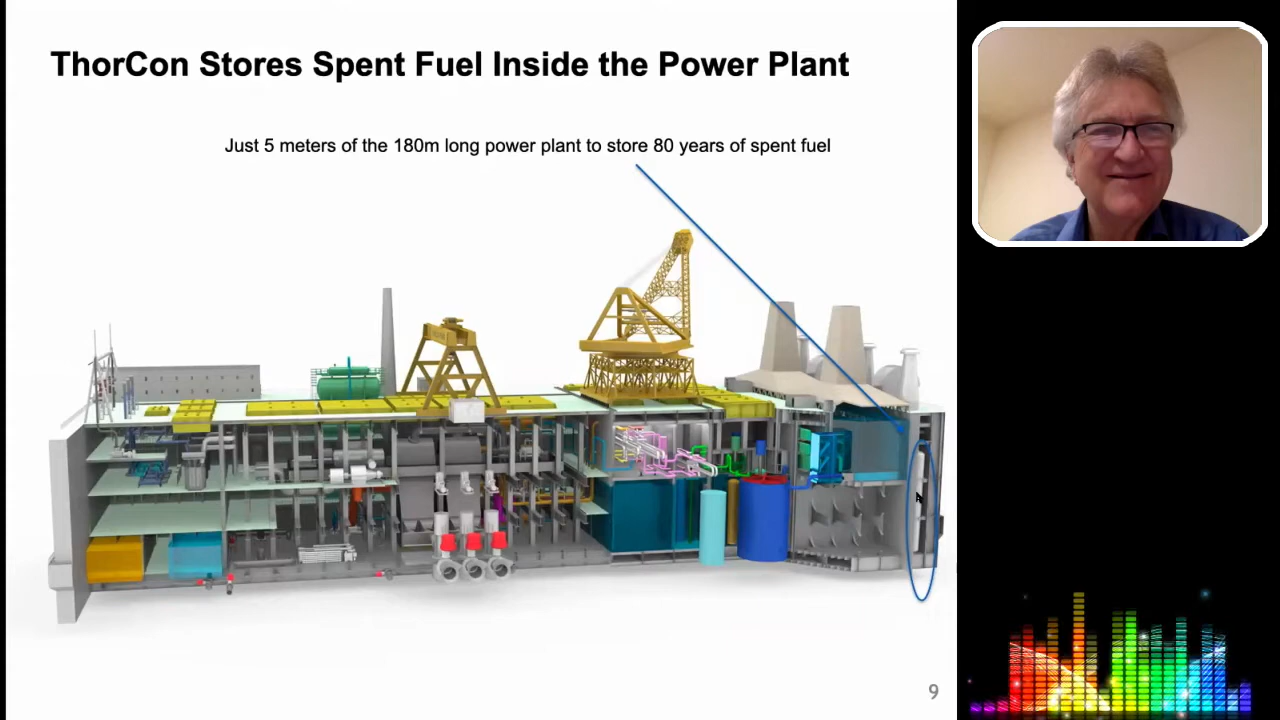 ThorCon Stores Spent Fuel Inside the Power Plant
Just 5 meters of the 180m long power plant to store 80 years of spent fuel
9